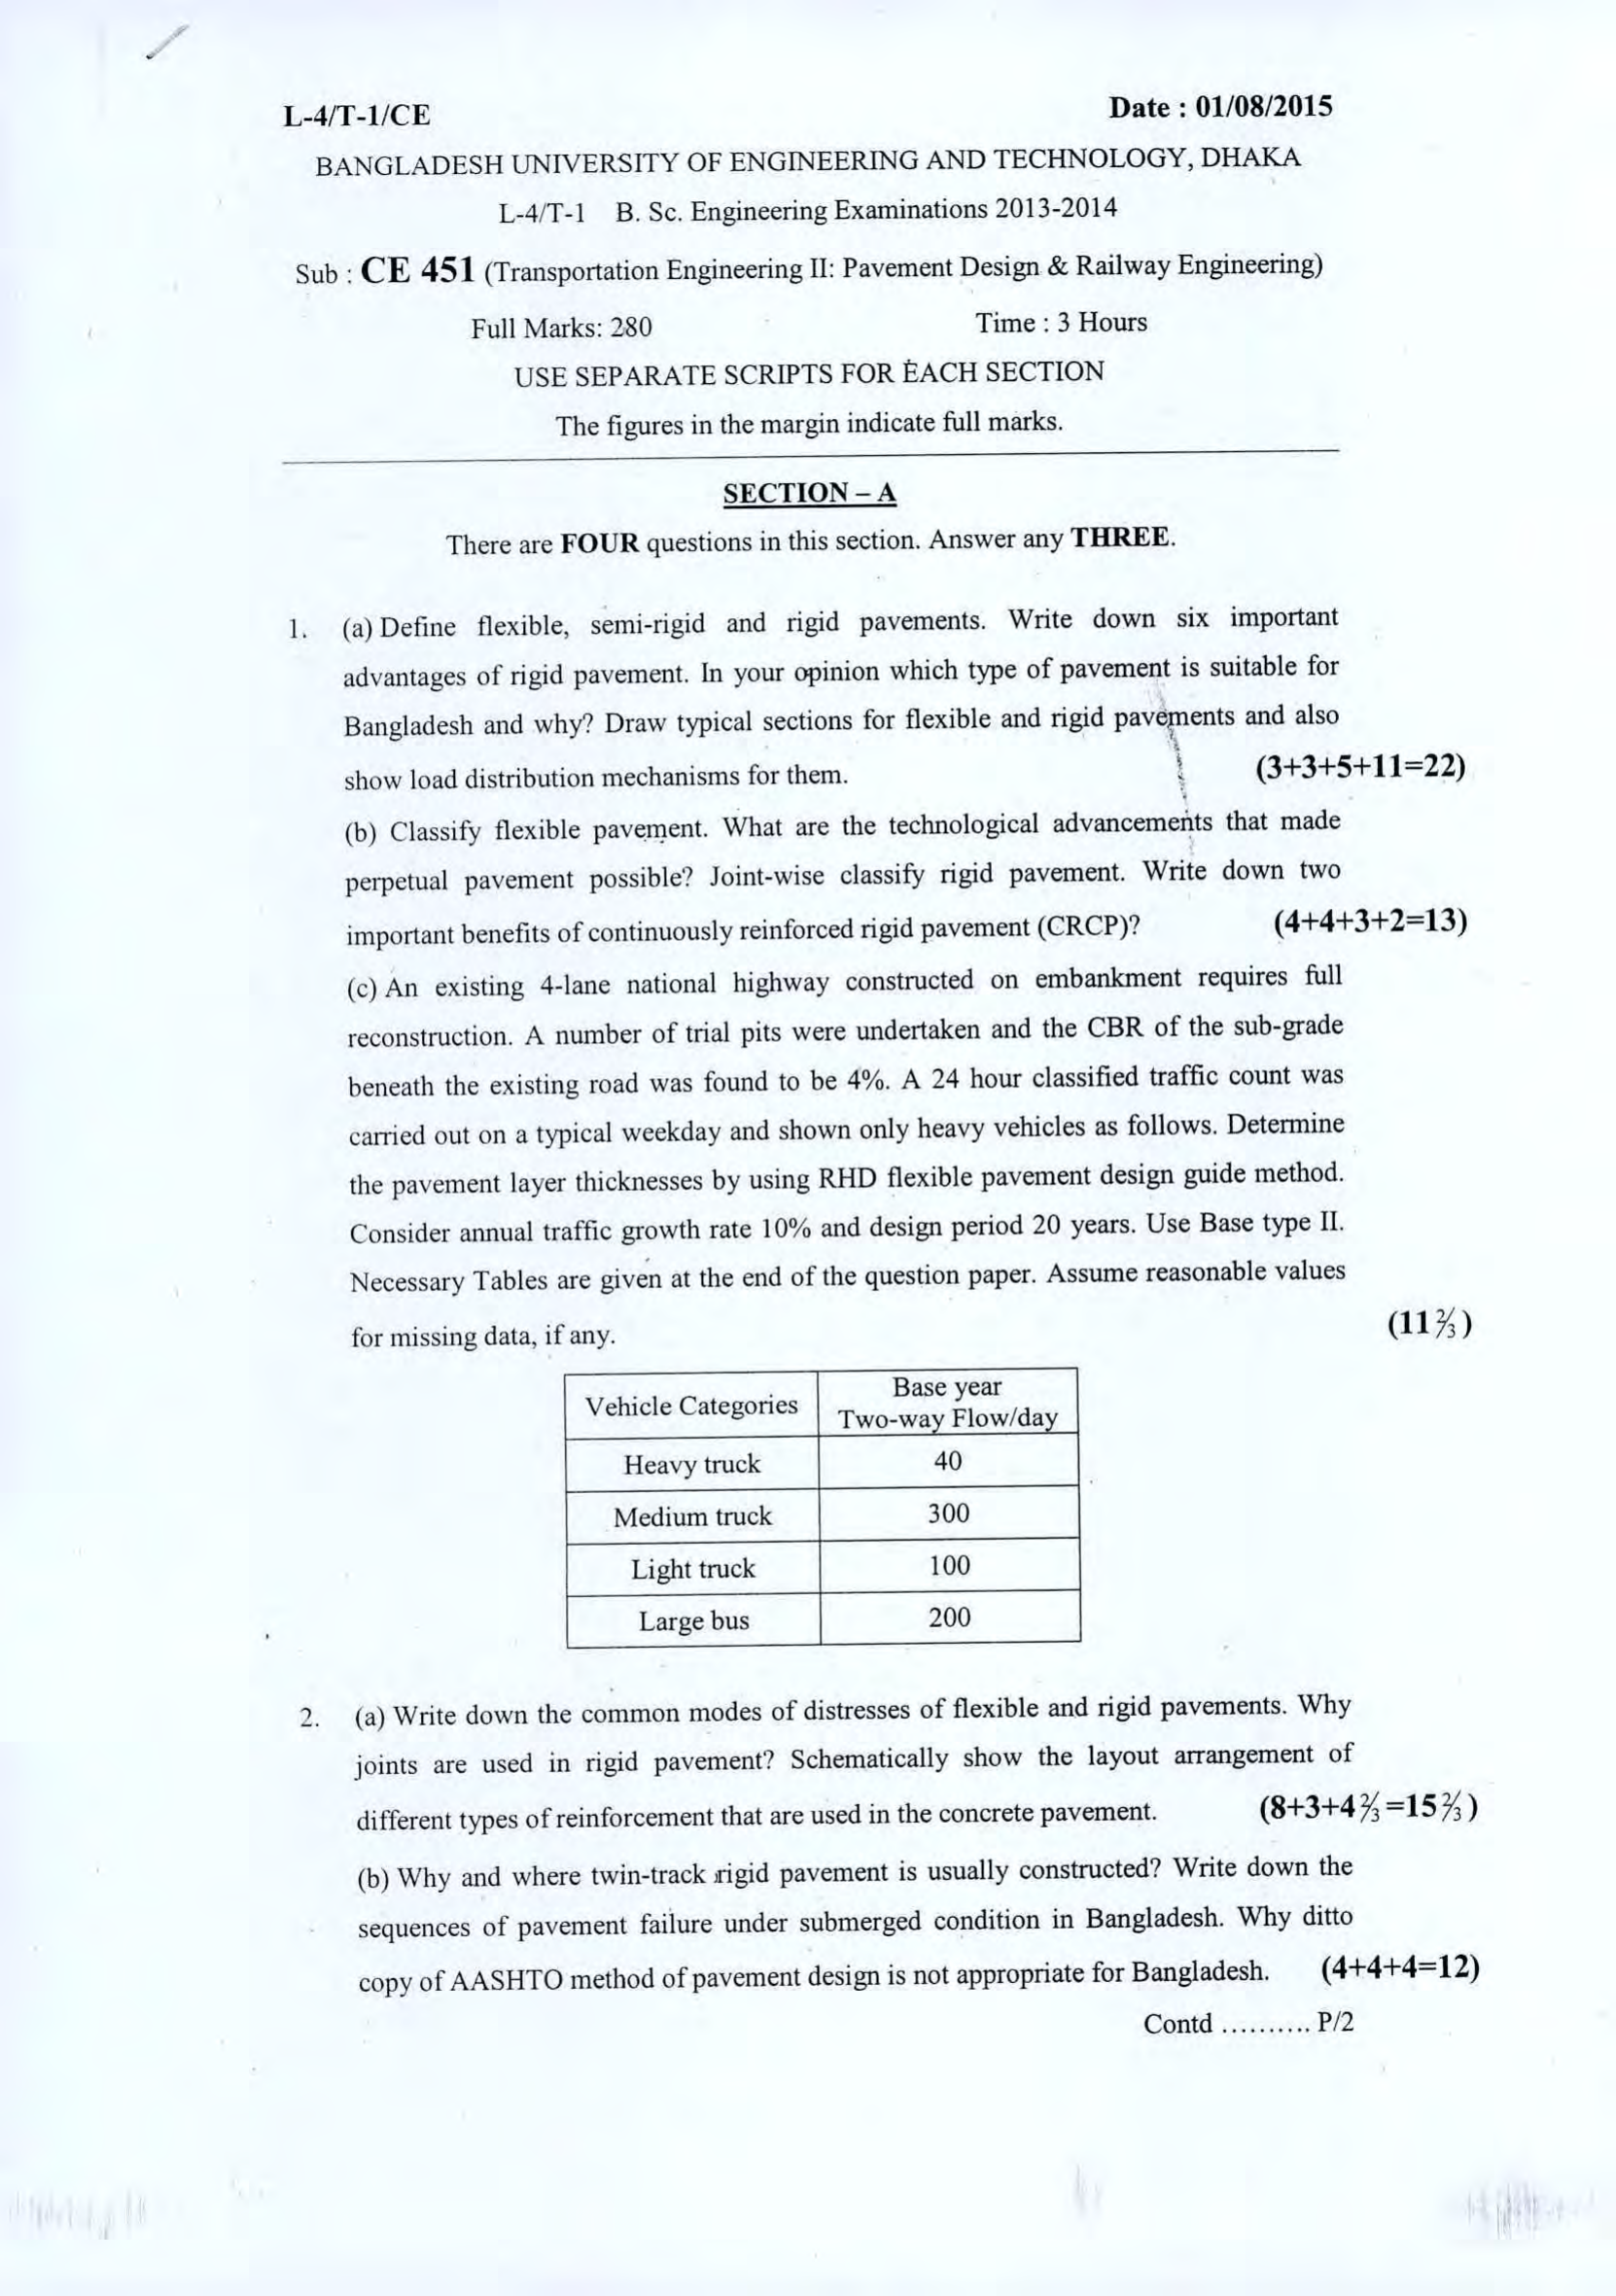 L-4/T-1/CE Date : 01/08/2015
BANGLADESH UNIVERSITY OF ENGINEERING AND TECHNOLOGY, DHAKA
L-4/T-1 B. Sc. Engineering Examinations 2013-2014
Sub : CE 451 (Transportation Engineering II: Pavement Design & Railway Engineering)
Full Marks: 280 Time : 3 Hours
USE SEPARATE SCRIPTS FOR EACH SECTION
The figures in the margin indicate full marks.
SECTION – A
There are FOUR questions in this section. Answer any THREE.
1. (a) Define flexible, semi-rigid and rigid pavements. Write down six important
advantages of rigid pavement. In your opinion which type of pavement is suitable for
Bangladesh and why? Draw typical sections for flexible and rigid pavements and also
show load distribution mechanisms for them. (3+3+5+11=22)
(b) Classify flexible pavement. What are the technological advancements that made
perpetual pavement possible? Joint-wise classify rigid pavement. Write down two
important benefits of continuously reinforced rigid pavement (CRCP)? (4+4+3+2=13)
(c) An existing 4-lane national highway constructed on embankment requires full
reconstruction. A number of trial pits were undertaken and the CBR of the sub-grade
beneath the existing road was found to be 4%. A 24 hour classified traffic count was
carried out on a typical weekday and shown only heavy vehicles as follows. Determine
the pavement layer thicknesses by using RHD flexible pavement design guide method.
Consider annual traffic growth rate 10% and design period 20 years. Use Base type II.
Necessary Tables are given at the end of the question paper. Assume reasonable values
for missing data, if any. (11⅔)
Vehicle Categories Base year
Two-way Flow/day
Heavy truck 40
Medium truck 300
Light truck 100
Large bus 200
2. (a) Write down the common modes of distresses of flexible and rigid pavements. Why
joints are used in rigid pavement? Schematically show the layout arrangement of
different types of reinforcement that are used in the concrete pavement. (8+3+4⅔=15⅔)
(b) Why and where twin-track rigid pavement is usually constructed? Write down the
sequences of pavement failure under submerged condition in Bangladesh. Why ditto
copy of AASHTO method of pavement design is not appropriate for Bangladesh. (4+4+4=12)
Contd .......... P/2